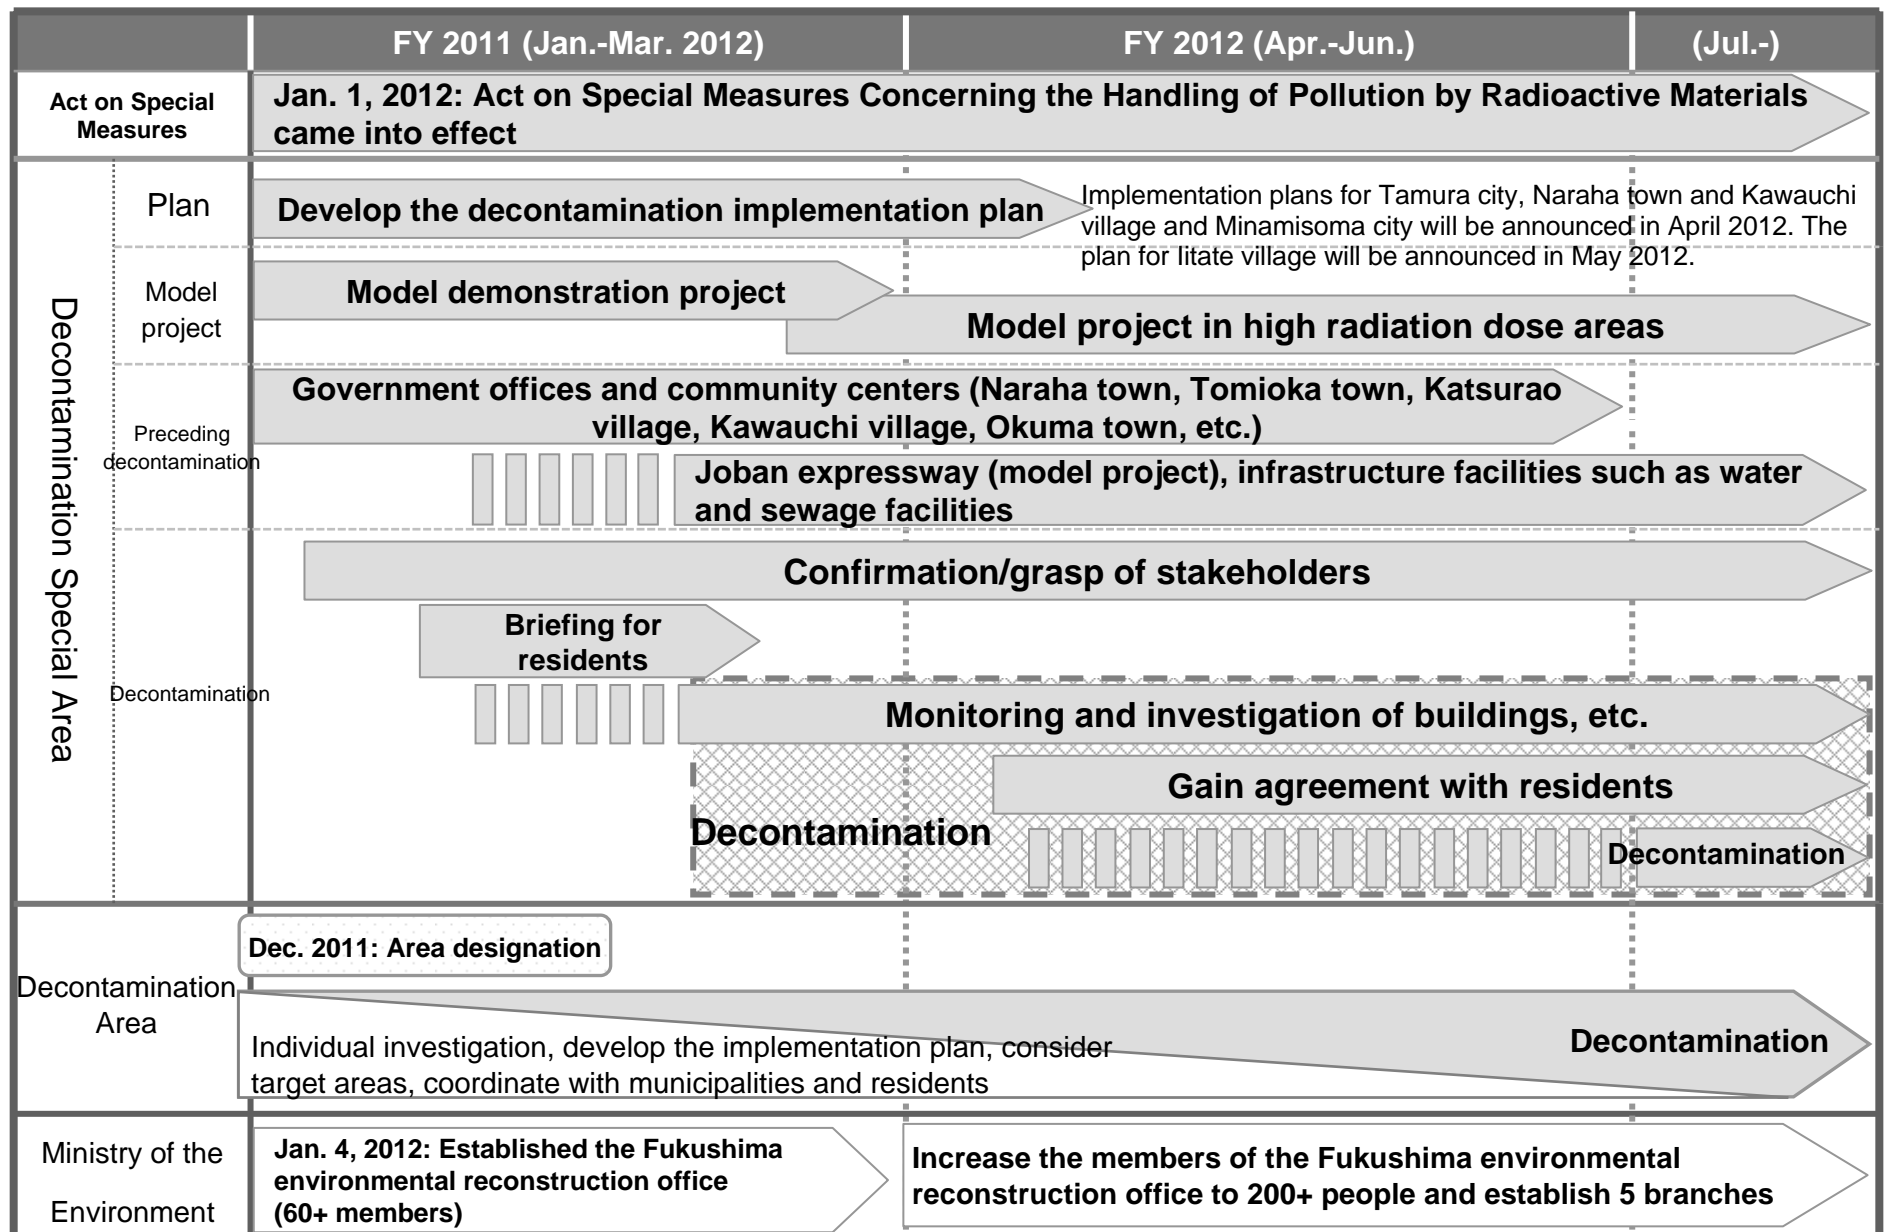 FY 2011 (Jan.-Mar. 2012)
FY 2012 (Apr.-Jun.)
(Jul.-)
Act on Special
Measures
Jan. 1, 2012: Act on Special Measures Concerning the Handling of Pollution by Radioactive Materials
came into effect
Decontamination Special Area
Plan
Develop the decontamination implementation plan
Implementation plans for Tamura city, Naraha town and Kawauchi
village and Minamisoma city will be announced in April 2012. The
plan for Iitate village will be announced in May 2012.
Model
project
Model demonstration project
Model project in high radiation dose areas
Preceding
decontamination
Government offices and community centers (Naraha town, Tomioka town, Katsurao
village, Kawauchi village, Okuma town, etc.)
Joban expressway (model project), infrastructure facilities such as water
and sewage facilities
Decontamination
Confirmation/grasp of stakeholders
Briefing for
residents
Monitoring and investigation of buildings, etc.
Gain agreement with residents
Decontamination
Decontamination
Decontamination
Area
Dec. 2011: Area designation
Individual investigation, develop the implementation plan, consider
target areas, coordinate with municipalities and residents
Decontamination
Ministry of the
Environment
Jan. 4, 2012: Established the Fukushima
environmental reconstruction office
(60+ members)
Increase the members of the Fukushima environmental
reconstruction office to 200+ people and establish 5 branches